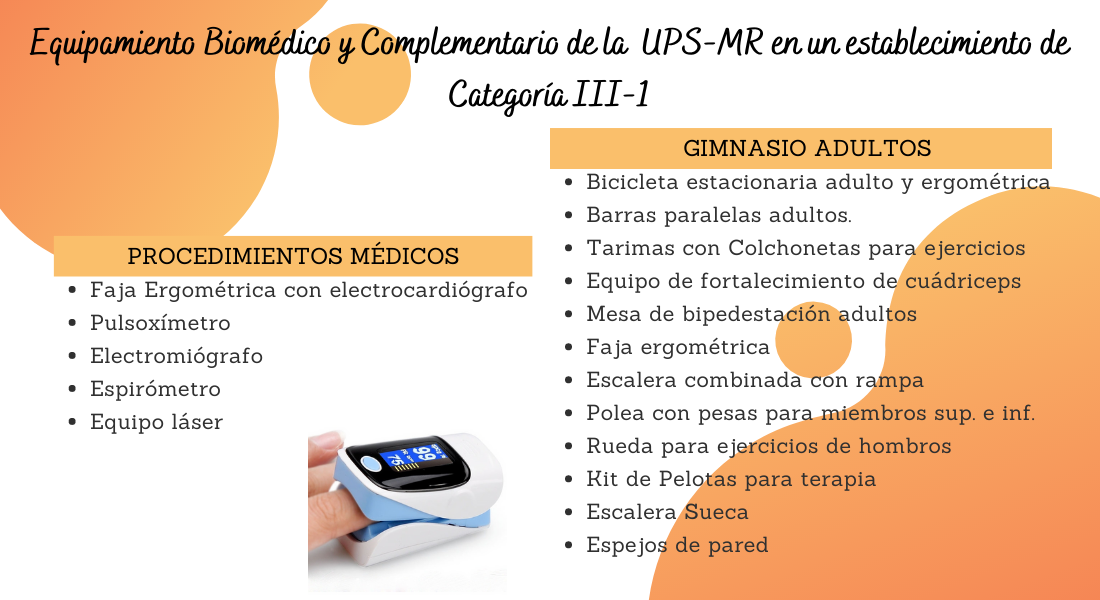 Equipamiento Biomédico y Complementario de la UPS-MR en un establecimiento de
Categoría III-1
PROCEDIMIENTOS MÉDICOS
• Faja Ergométrica con electrocardiógrafo
• Pulsoxímetro
• Electromiógrafo
• Espirómetro
• Equipo láser
GIMNASIO ADULTOS
• Bicicleta estacionaria adulto y ergométrica
• Barras paralelas adultos.
• Tarimas con Colchonetas para ejercicios
• Equipo de fortalecimiento de cuádriceps
• Mesa de bipedestación adultos
• Faja ergométrica
• Escalera combinada con rampa
• Polea con pesas para miembros sup. e inf.
• Rueda para ejercicios de hombros
• Kit de Pelotas para terapia
• Escalera Sueca
• Espejos de pared